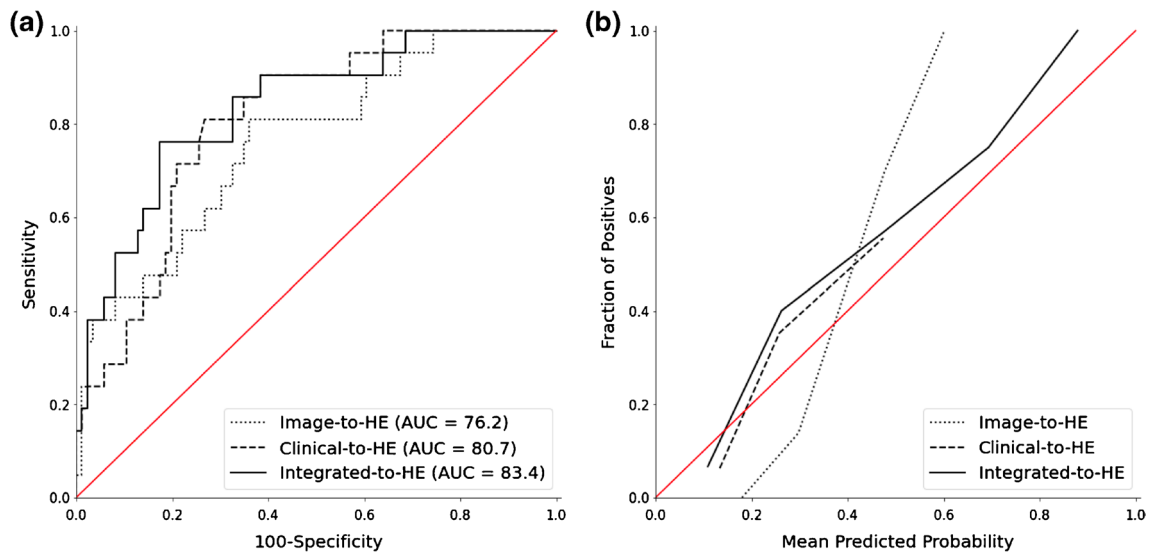 (a)
1.0
0.8
0.6
0.4
0.2
0.0
Sensitivity
0.0 0.2 0.4 0.6 0.8 1.0
100-Specificity
Image-to-HE (AUC = 76.2)
Clinical-to-HE (AUC = 80.7)
Integrated-to-HE (AUC = 83.4)
(b)
1.0
0.8
0.6
0.4
0.2
0.0
Fraction of Positives
0.0 0.2 0.4 0.6 0.8 1.0
Mean Predicted Probability
Image-to-HE
Clinical-to-HE
Integrated-to-HE